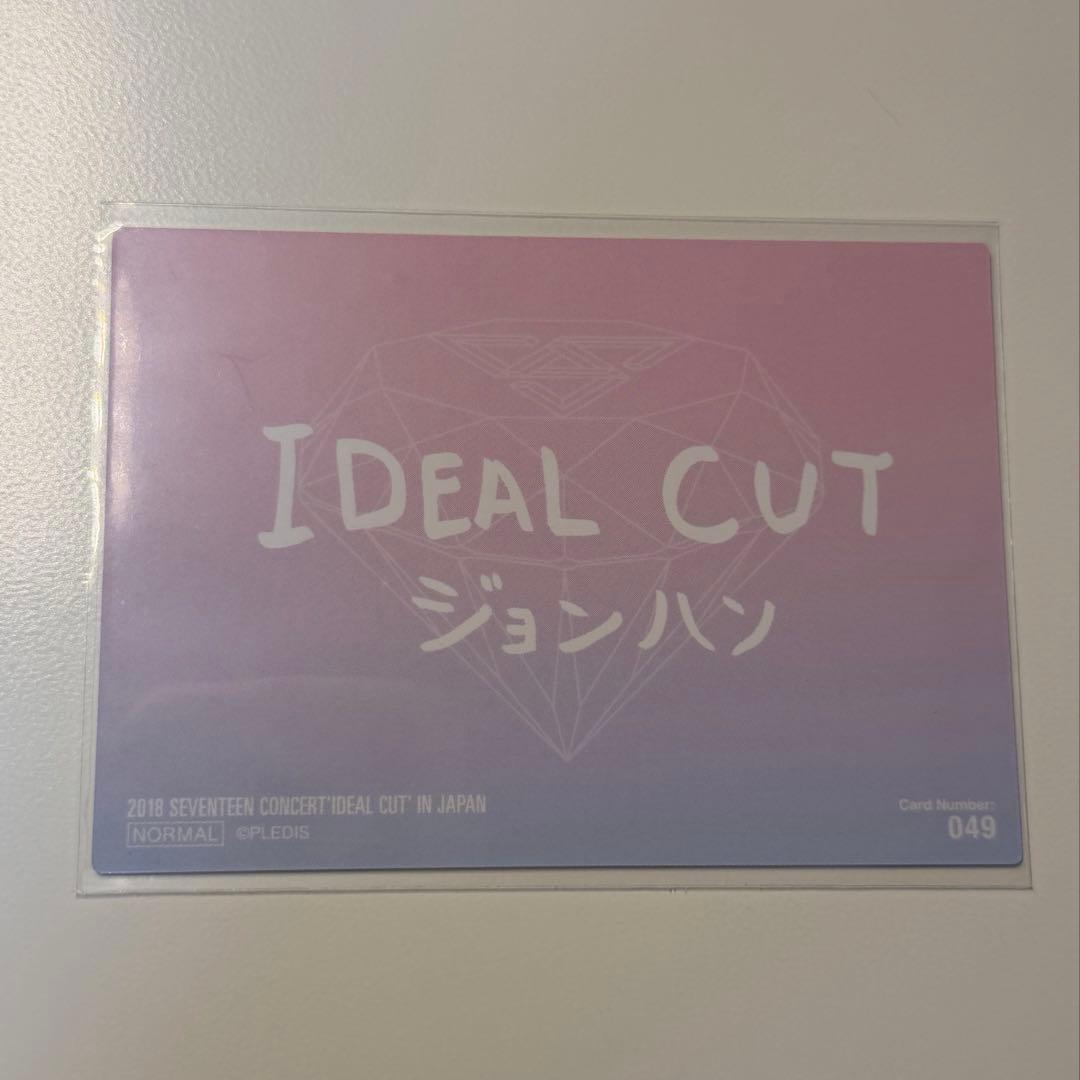 IDEAL CUT
ジョンハン
2018 SEVENTEEN CONCERT'IDEAL CUT' IN JAPAN
NORMAL ©PLEDIS
Card Number:
049